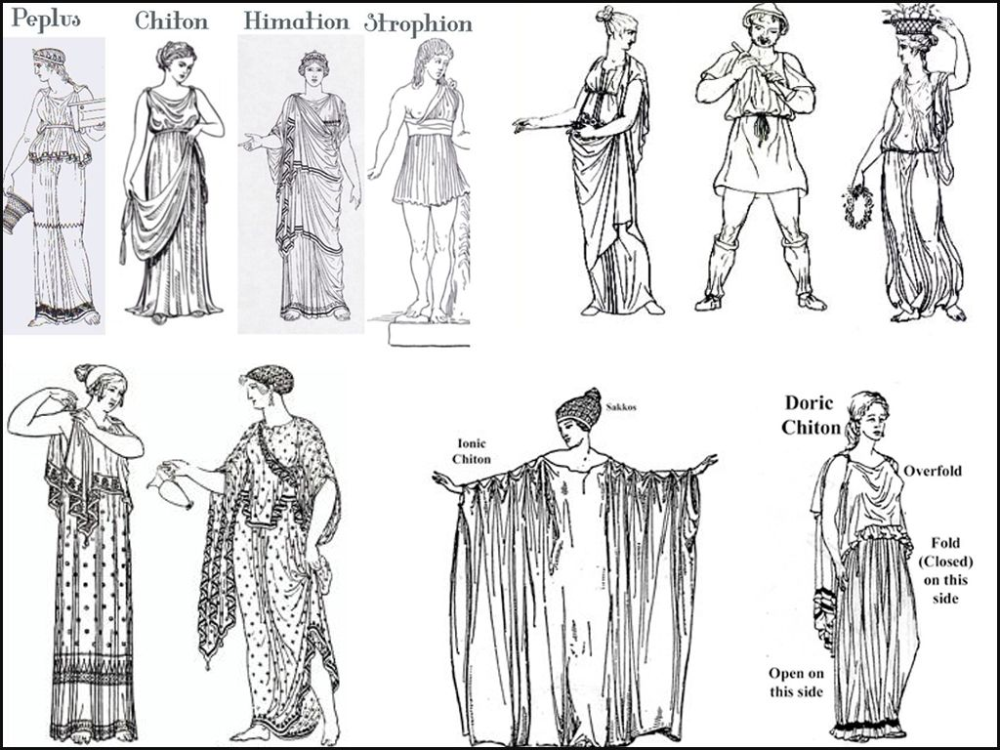 Peplus
Chiton
Himation
Strophion
Sakkos
Ionic
Chiton
Doric
Chiton
Overfold
Fold
(Closed)
on this
side
Open on
this side